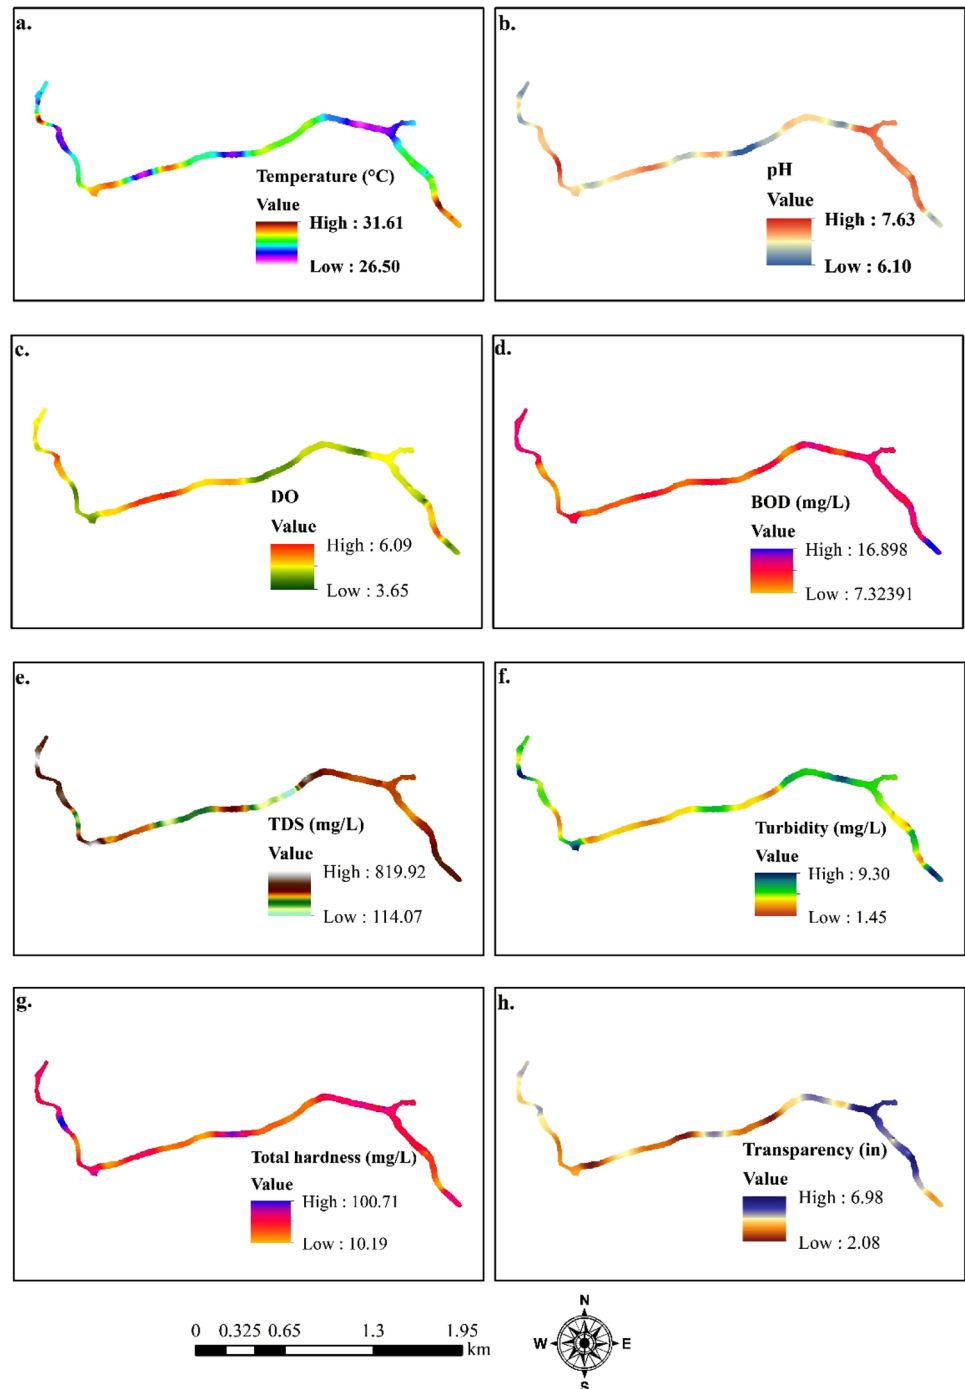 a.
Temperature (°C)
Value
High : 31.61
Low : 26.50
b.
pH
Value
High : 7.63
Low : 6.10
c.
DO
Value
High : 6.09
Low : 3.65
d.
BOD (mg/L)
Value
High : 16.898
Low : 7.32391
e.
TDS (mg/L)
Value
High : 819.92
Low : 114.07
f.
Turbidity (mg/L)
Value
High : 9.30
Low : 1.45
g.
Total hardness (mg/L)
Value
High : 100.71
Low : 10.19
h.
Transparency (in)
Value
High : 6.98
Low : 2.08
0 0.325 0.65 1.3 1.95
km
N
W E
S